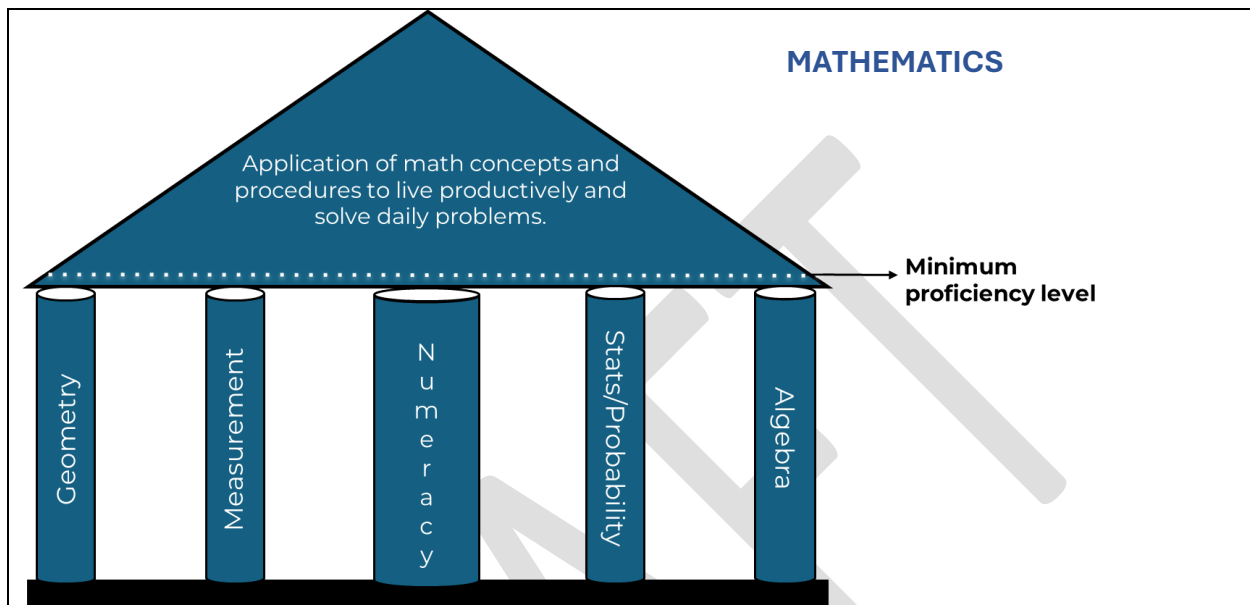 MATHEMATICS
Application of math concepts and
procedures to live productively and
solve daily problems.
Minimum
proficiency level
Geometry
Measurement
Numeracy
Stats/Probability
Algebra